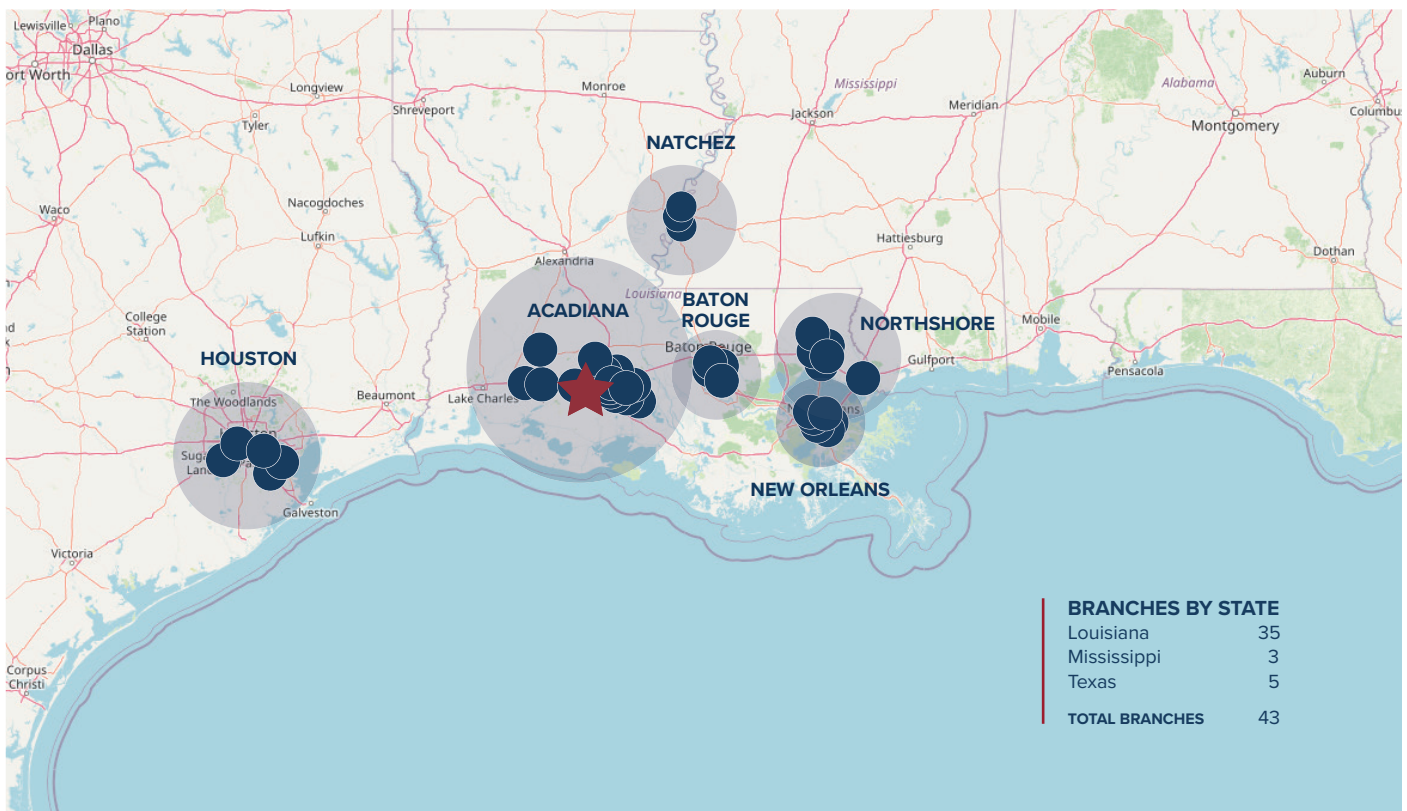 Lewisville
Plano
Dallas
ort Worth
Longview
Tyler
Shreveport
Monroe
Mississippi
Jackson
Meridian
Alabama
Auburn
Columbus
Montgomery
NATCHEZ
Waco
Nacogdoches
Lufkin
Alexandria
Hattiesburg
Dothan
Louisiana
ACADIANA
BATON
ROUGE
Baton Rouge
NORTHSHORE
College
Station
Mobile
HOUSTON
Gulfport
Pensacola
The Woodlands
Beaumont
Lake Charles
Galveston
NEW ORLEANS
Victoria
Corpus
Christi
BRANCHES BY STATE
Louisiana 35
Mississippi 3
Texas 5
TOTAL BRANCHES 43